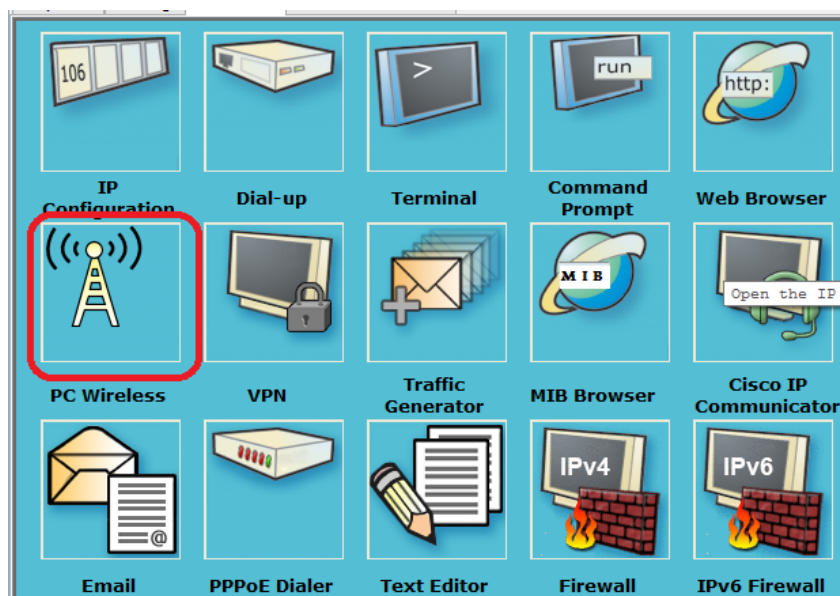 106
>
run
http:
IP
Configuration
Dial-up
Terminal
Command
Prompt
Web Browser
MIB
Open the IP
PC Wireless
VPN
Traffic
Generator
MIB Browser
Cisco IP
Communicator
@
IPv4
IPv6
Email
PPPoE Dialer
Text Editor
Firewall
IPv6 Firewall